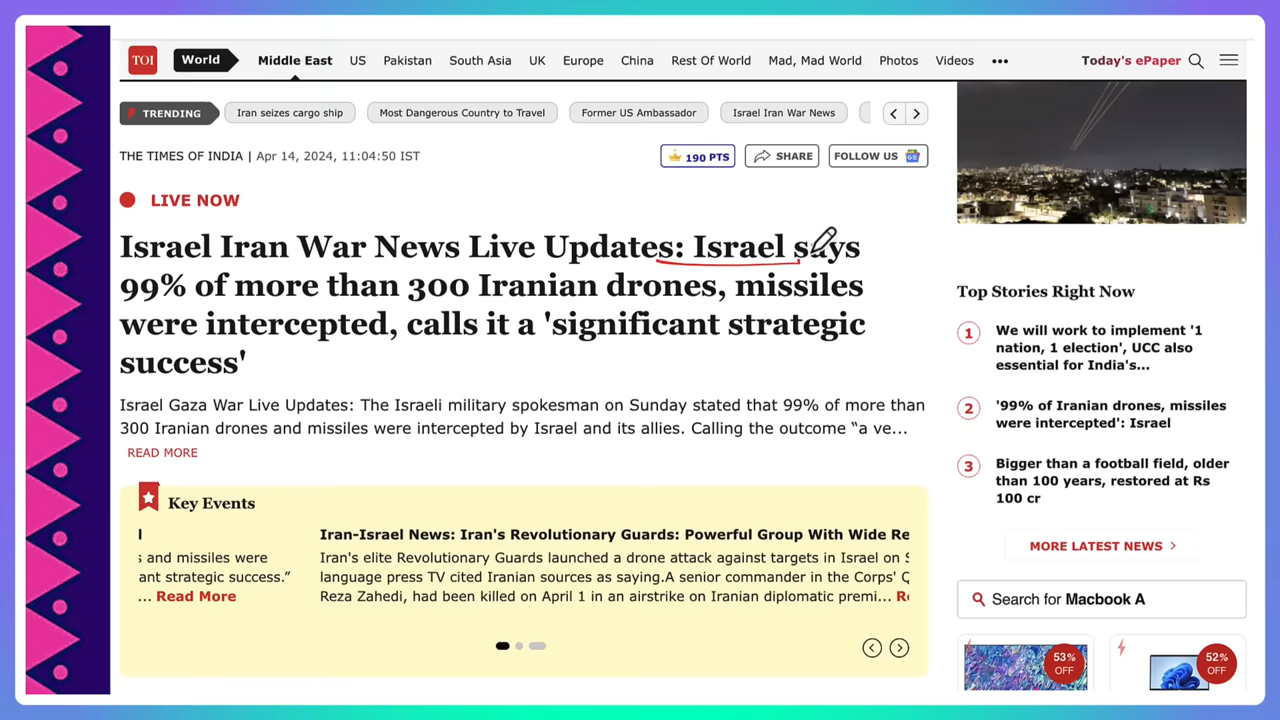 TOI World Middle East US Pakistan South Asia UK Europe China Rest Of World Mad, Mad World Photos Videos ••• Today's ePaper
TRENDING Iran seizes cargo ship Most Dangerous Country to Travel Former US Ambassador Israel Iran War News
THE TIMES OF INDIA | Apr 14, 2024, 11:04:50 IST
190 PTS SHARE FOLLOW US
LIVE NOW
Israel Iran War News Live Updates: Israel says
99% of more than 300 Iranian drones, missiles
were intercepted, calls it a 'significant strategic
success'
Israel Gaza War Live Updates: The Israeli military spokesman on Sunday stated that 99% of more than
300 Iranian drones and missiles were intercepted by Israel and its allies. Calling the outcome “a ve...
READ MORE
Key Events
and missiles were
ant strategic success.”
... Read More
Iran-Israel News: Iran's Revolutionary Guards: Powerful Group With Wide Re
Iran's elite Revolutionary Guards launched a drone attack against targets in Israel on
language press TV cited Iranian sources as saying.A senior commander in the Corps'
Reza Zahedi, had been killed on April 1 in an airstrike on Iranian diplomatic premi...
Top Stories Right Now
1 We will work to implement '1
nation, 1 election', UCC also
essential for India's...
2 '99% of Iranian drones, missiles
were intercepted': Israel
3 Bigger than a football field, older
than 100 years, restored at Rs
100 cr
MORE LATEST NEWS
Search for Macbook A
53%
OFF
52%
OFF